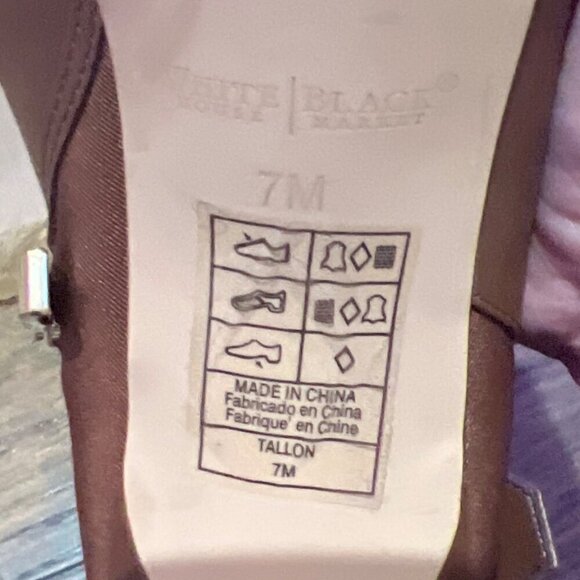 WHITE | BLACK®
HOUSE | MARKET
7M
MADE IN CHINA
Fabricado en China
Fabrique' en Chine
TALLON
7M